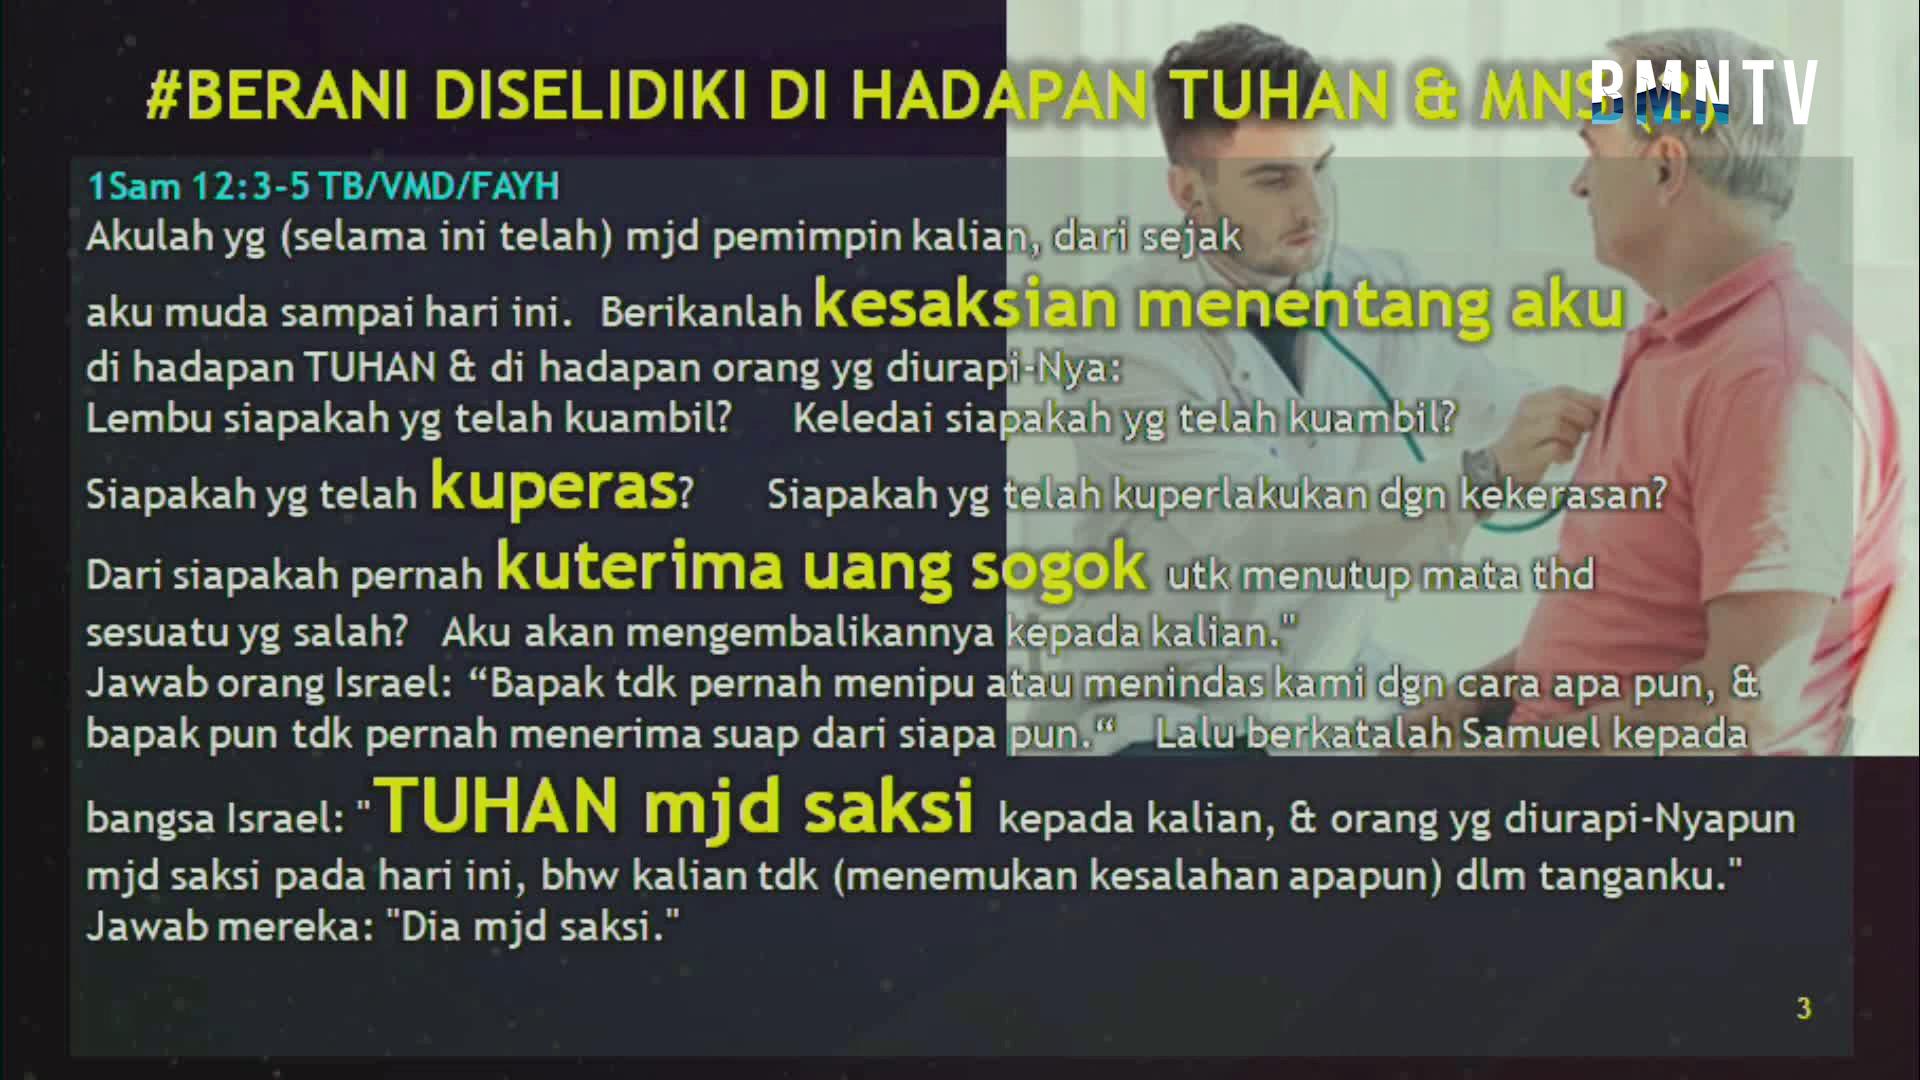 #BERANI DISELIDIKI DI HADAPAN TUHAN & MNS (2)
BMNTV
1Sam 12:3-5 TB/VMD/FAYH
Akulah yg (selama ini telah) mjd pemimpin kalian, dari sejak
aku muda sampai hari ini. Berikanlah kesaksian menentang aku
di hadapan TUHAN & di hadapan orang yg diurapi-Nya:
Lembu siapakah yg telah kuambil? Keledai siapakah yg telah kuambil?
Siapakah yg telah kuperas? Siapakah yg telah kuperlakukan dgn kekerasan?
Dari siapakah pernah kuterima uang sogok utk menutup mata thd
sesuatu yg salah? Aku akan mengembalikannya kepada kalian."
Jawab orang Israel: “Bapak tdk pernah menipu atau menindas kami dgn cara apa pun, &
bapak pun tdk pernah menerima suap dari siapa pun.“ Lalu berkatalah Samuel kepada
bangsa Israel: "TUHAN mjd saksi kepada kalian, & orang yg diurapi-Nyapun
mjd saksi pada hari ini, bhw kalian tdk (menemukan kesalahan apapun) dlm tanganku."
Jawab mereka: "Dia mjd saksi."
3